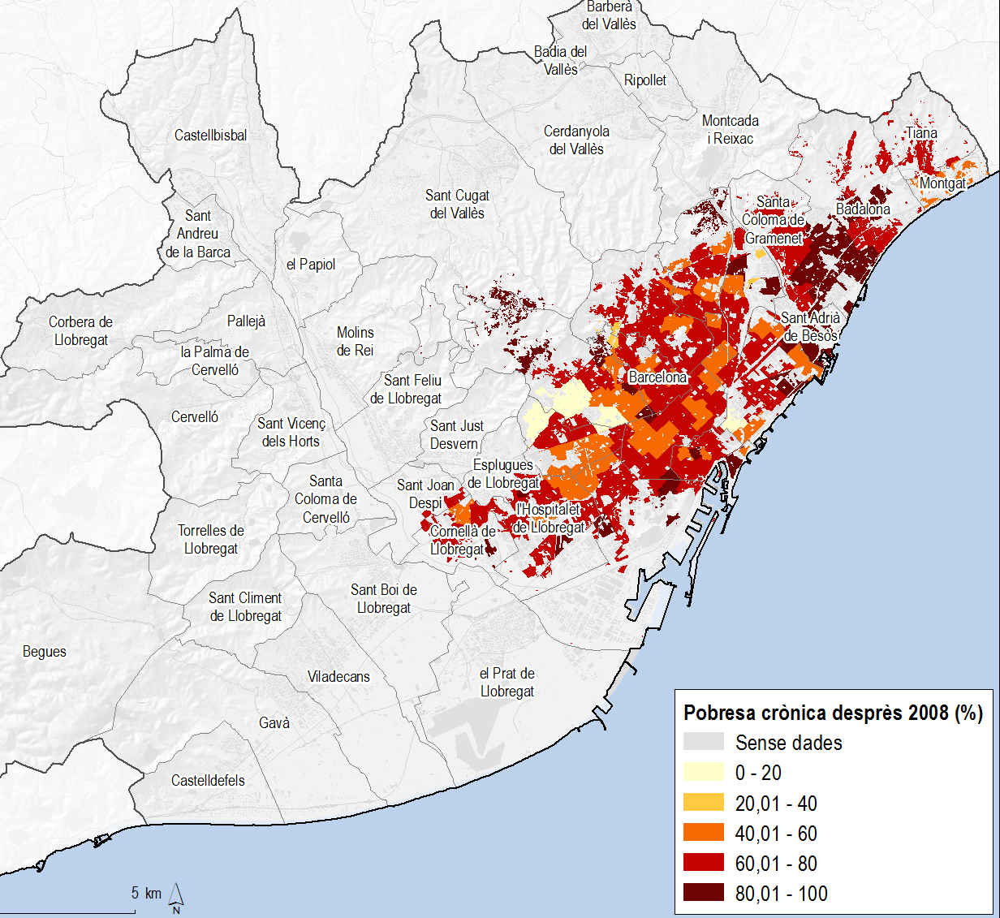 Barberà
del Vallès
Badia del
Vallès
Ripollet
Montcada
i Reixac
Cerdanyola
del Vallès
Castellbisbal
Tiana
Montgat
Sant Cugat
del Vallès
Santa
Coloma de
Gramenet
Badalona
Sant
Andreu
de la Barca
el Papiol
Corbera de
Llobregat
Pallejà
Molins
de Rei
Sant Adrià
de Besòs
la Palma de
Cervelló
Barcelona
Sant Feliu
de Llobregat
Cervelló
Sant Vicenç
dels Horts
Sant Just
Desvern
Esplugues
de Llobregat
Santa
Coloma de
Cervelló
Sant Joan
Despí
l'Hospitalet
de Llobregat
Cornellà de
Llobregat
Torrelles de
Llobregat
Sant Climent
de Llobregat
Sant Boi de
Llobregat
Begues
Viladecans
el Prat de
Llobregat
Gavà
Castelldefels
5 km
N
Pobresa crònica desprès 2008 (%)
Sense dades
0 - 20
20,01 - 40
40,01 - 60
60,01 - 80
80,01 - 100